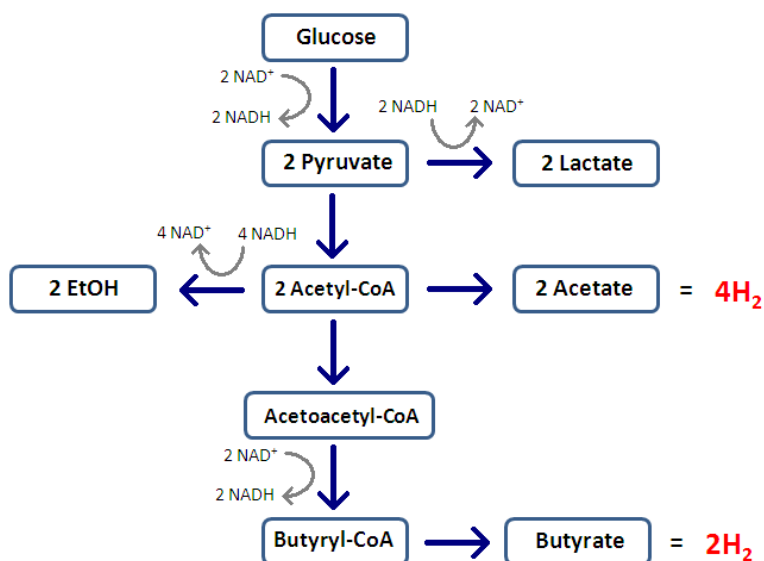 Glucose
2 NAD⁺
2 NADH
2 NADH 2 NAD⁺
2 Pyruvate
2 Lactate
4 NAD⁺ 4 NADH
2 EtOH
2 Acetyl-CoA
2 Acetate = 4H₂
Acetoacetyl-CoA
2 NAD⁺
2 NADH
Butyryl-CoA
Butyrate = 2H₂